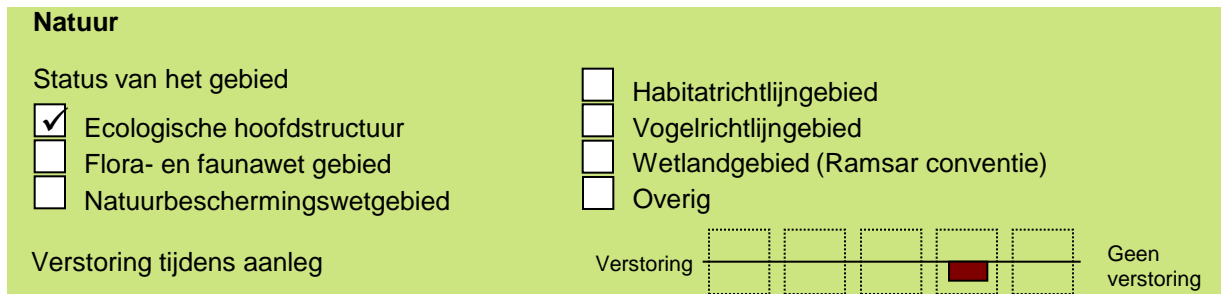 Natuur
Status van het gebied
✓ Ecologische hoofdstructuur
Flora- en faunawet gebied
Natuurbeschermingswetgebied
Habitatrichtlijngebied
Vogelrichtlijngebied
Wetlandgebied (Ramsar conventie)
Overig
Verstoring tijdens aanleg
Verstoring
Geen
verstoring